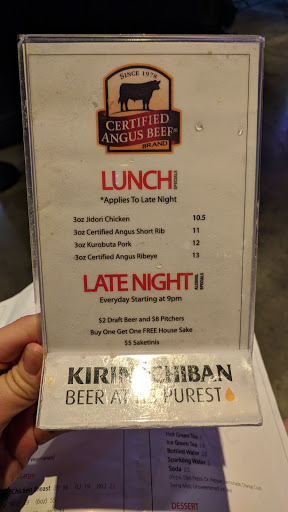 SINCE 1978
CERTIFIED
ANGUS BEEF®
BRAND
LUNCH SPECIALS
*Applies To Late Night
3oz Jidori Chicken 10.5
3oz Certified Angus Short Rib 11
3oz Kurobuta Pork 12
3oz Certified Angus Ribeye 13
LATE NIGHT SPECIALS
Everyday Starting at 9pm
$2 Draft Beer and $8 Pitchers
Buy One Get One FREE House Sake
$5 Saketinis
KIRIN ICHIBAN
BEER AT ITS PUREST
Hot Green Tea
Ice Green Tea
Bottled Water
Sparkling Water
Soda
DESSERT